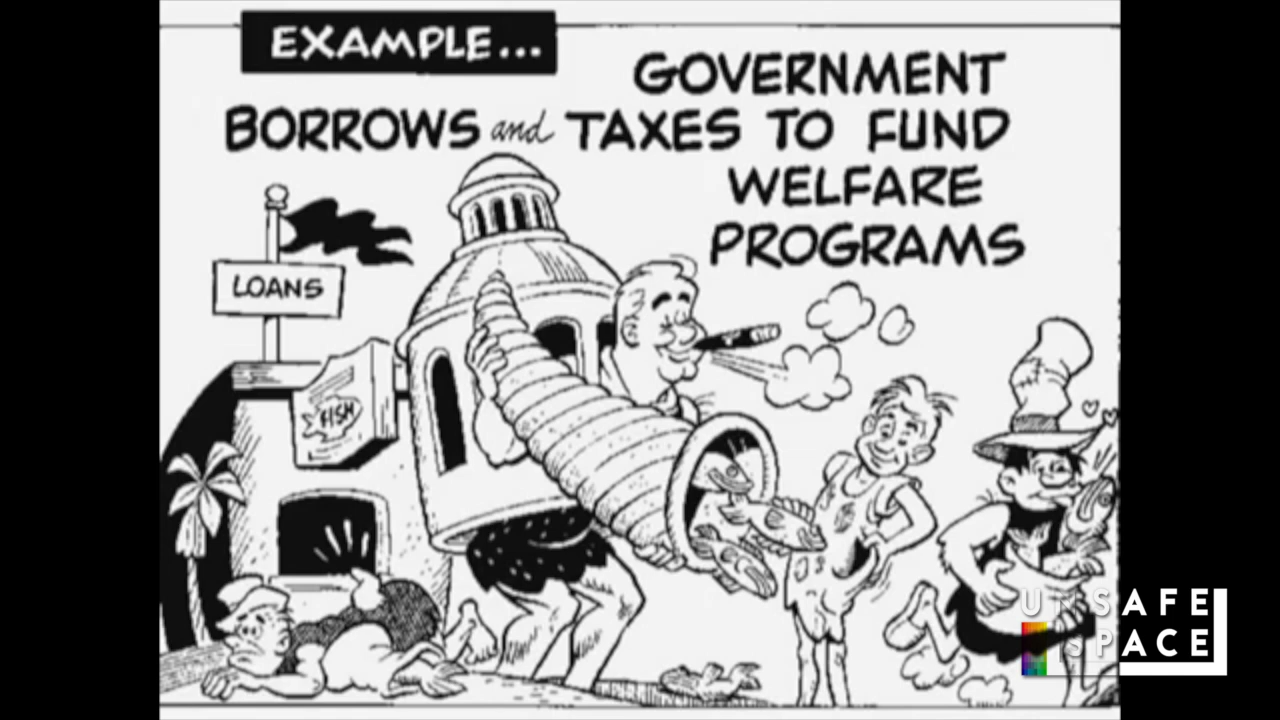 EXAMPLE...
GOVERNMENT
BORROWS and TAXES TO FUND
WELFARE
PROGRAMS
LOANS
FISH
UNSAFE
SPACE